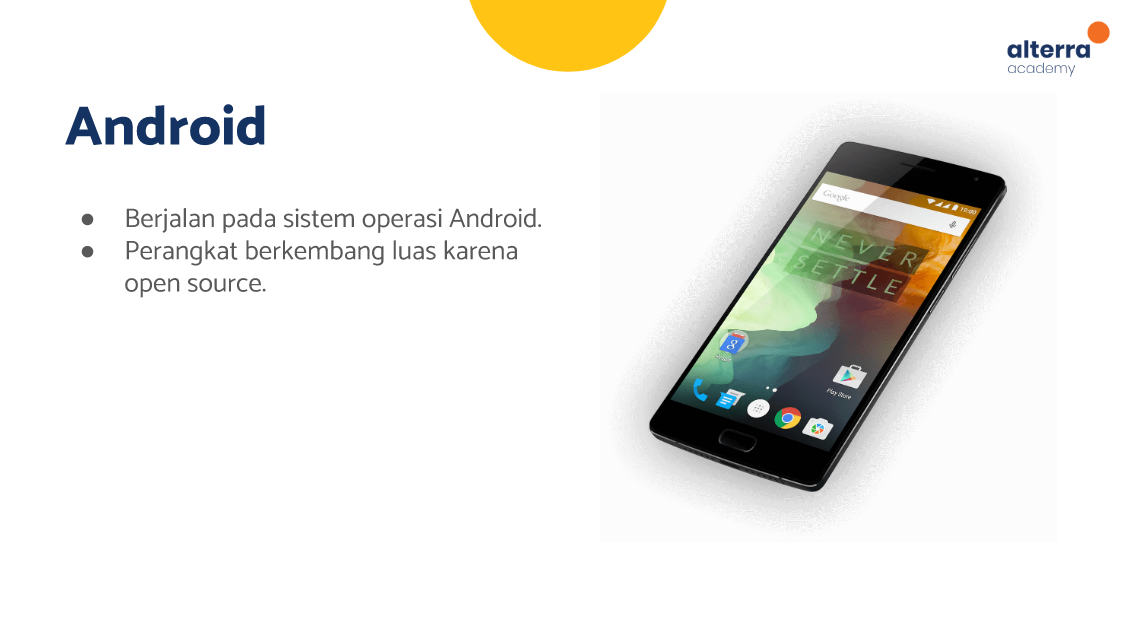 alterra
academy
Android
● Berjalan pada sistem operasi Android.
● Perangkat berkembang luas karena
open source.
Google
NEVER
SETTLE
Play Store